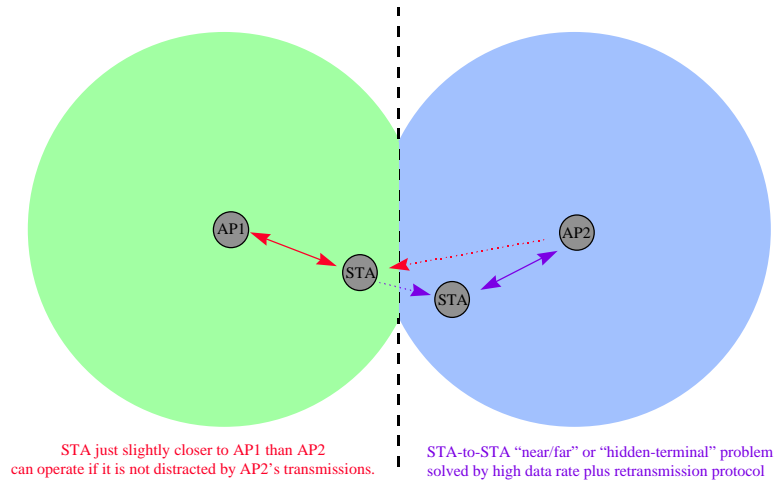 AP1
AP2
STA
STA
STA just slightly closer to AP1 than AP2
can operate if it is not distracted by AP2’s transmissions.
STA-to-STA “near/far” or “hidden-terminal” problem
solved by high data rate plus retransmission protocol